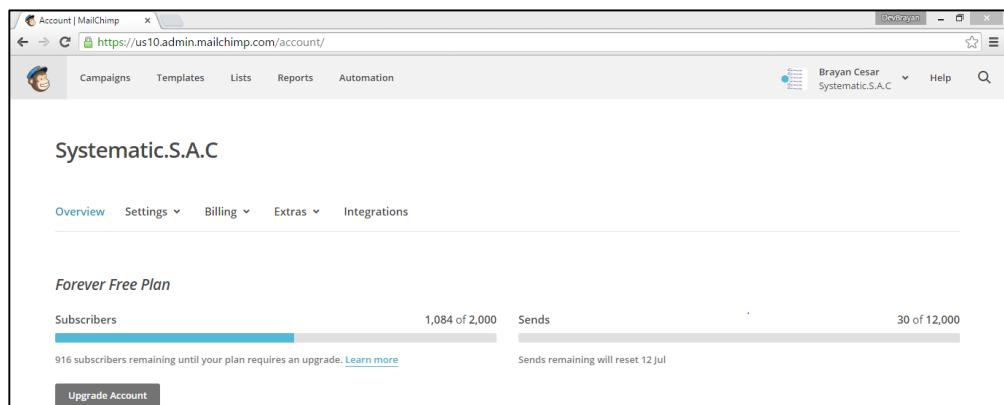 Account | MailChimp
DevBrayan
https://us10.admin.mailchimp.com/account/
Campaigns Templates Lists Reports Automation Brayan Cesar Help
Systematic.S.A.C
Systematic.S.A.C
Overview Settings Billing Extras Integrations
Forever Free Plan
Subscribers 1,084 of 2,000 Sends 30 of 12,000
916 subscribers remaining until your plan requires an upgrade. Learn more Sends remaining will reset 12 Jul
Upgrade Account